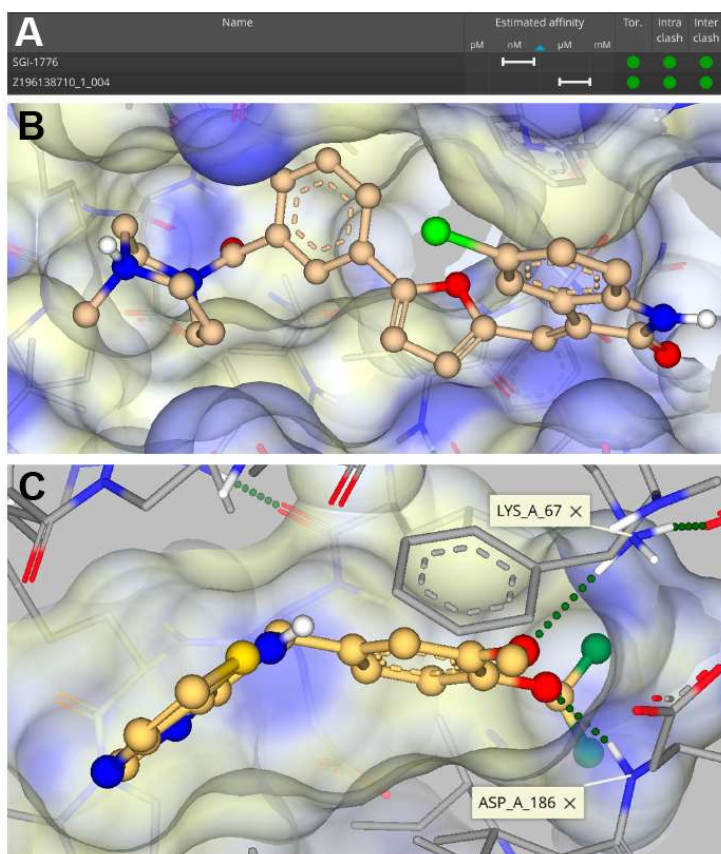 A
Name
Estimated affinity
Tor.
Intra clash
Inter clash
pM nM μM mM
SGI-1776
Z196138710_1_004
B
C
LYS_A_67 ×
ASP_A_186 ×